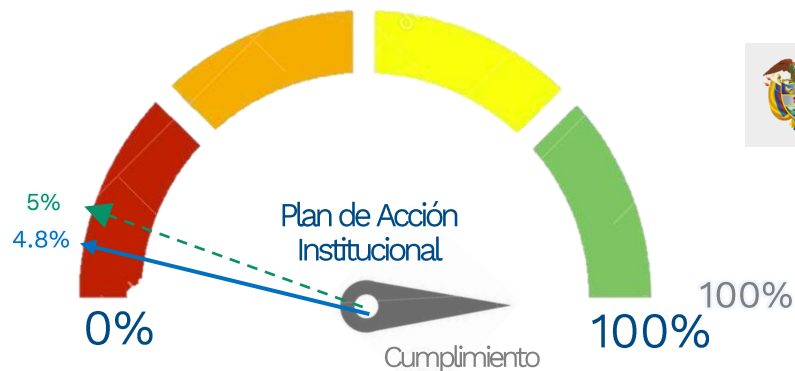 5%
4.8%
Plan de Acción
Institucional
0%
100%
100%
Cumplimiento